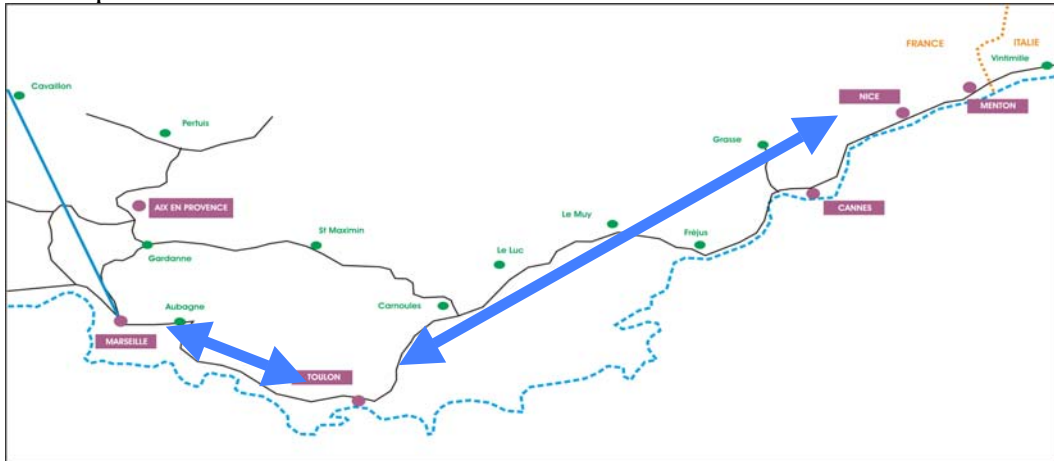 FRANCE
ITALIE
Vintimille
Cavaillon
NICE
MENTON
Pertuis
Grasse
AIX EN PROVENCE
CANNES
Le Muy
St Maximin
Fréjus
Le Luc
Gardanne
Carnoules
Aubagne
MARSEILLE
TOULON